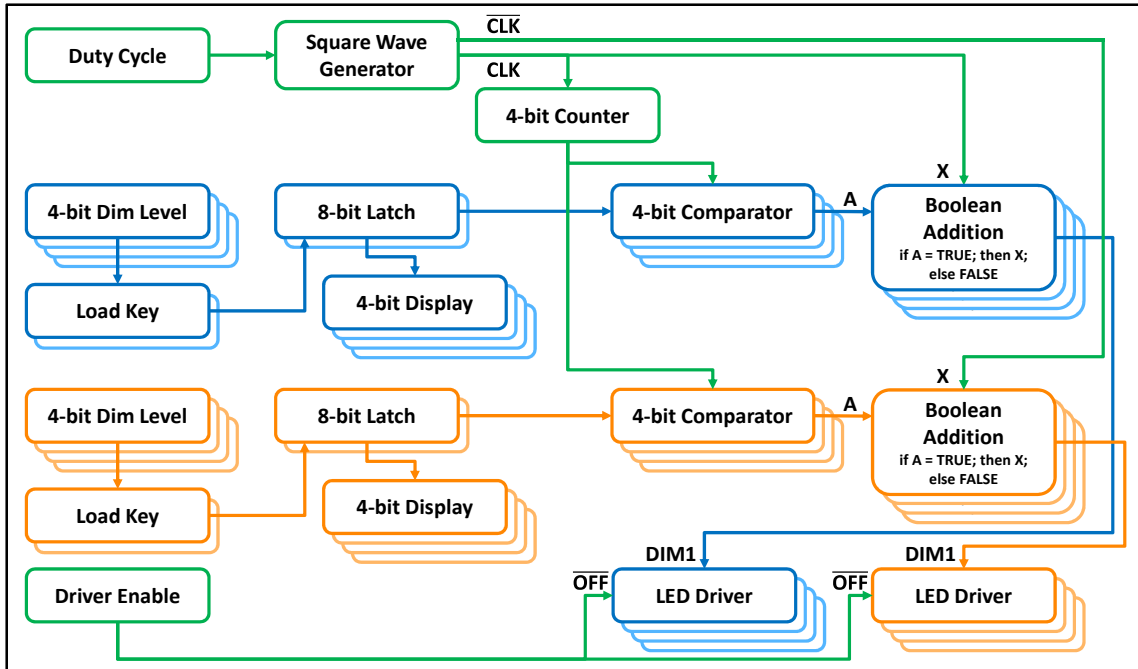 Duty Cycle
Square Wave
Generator
C̅L̅K̅
CLK
4-bit Counter
X
4-bit Dim Level
8-bit Latch
4-bit Comparator
A
Boolean
Addition
if A = TRUE; then X;
else FALSE
Load Key
4-bit Display
X
4-bit Dim Level
8-bit Latch
4-bit Comparator
A
Boolean
Addition
if A = TRUE; then X;
else FALSE
Load Key
4-bit Display
DIM1
DIM1
O̅F̅F̅
O̅F̅F̅
Driver Enable
LED Driver
LED Driver